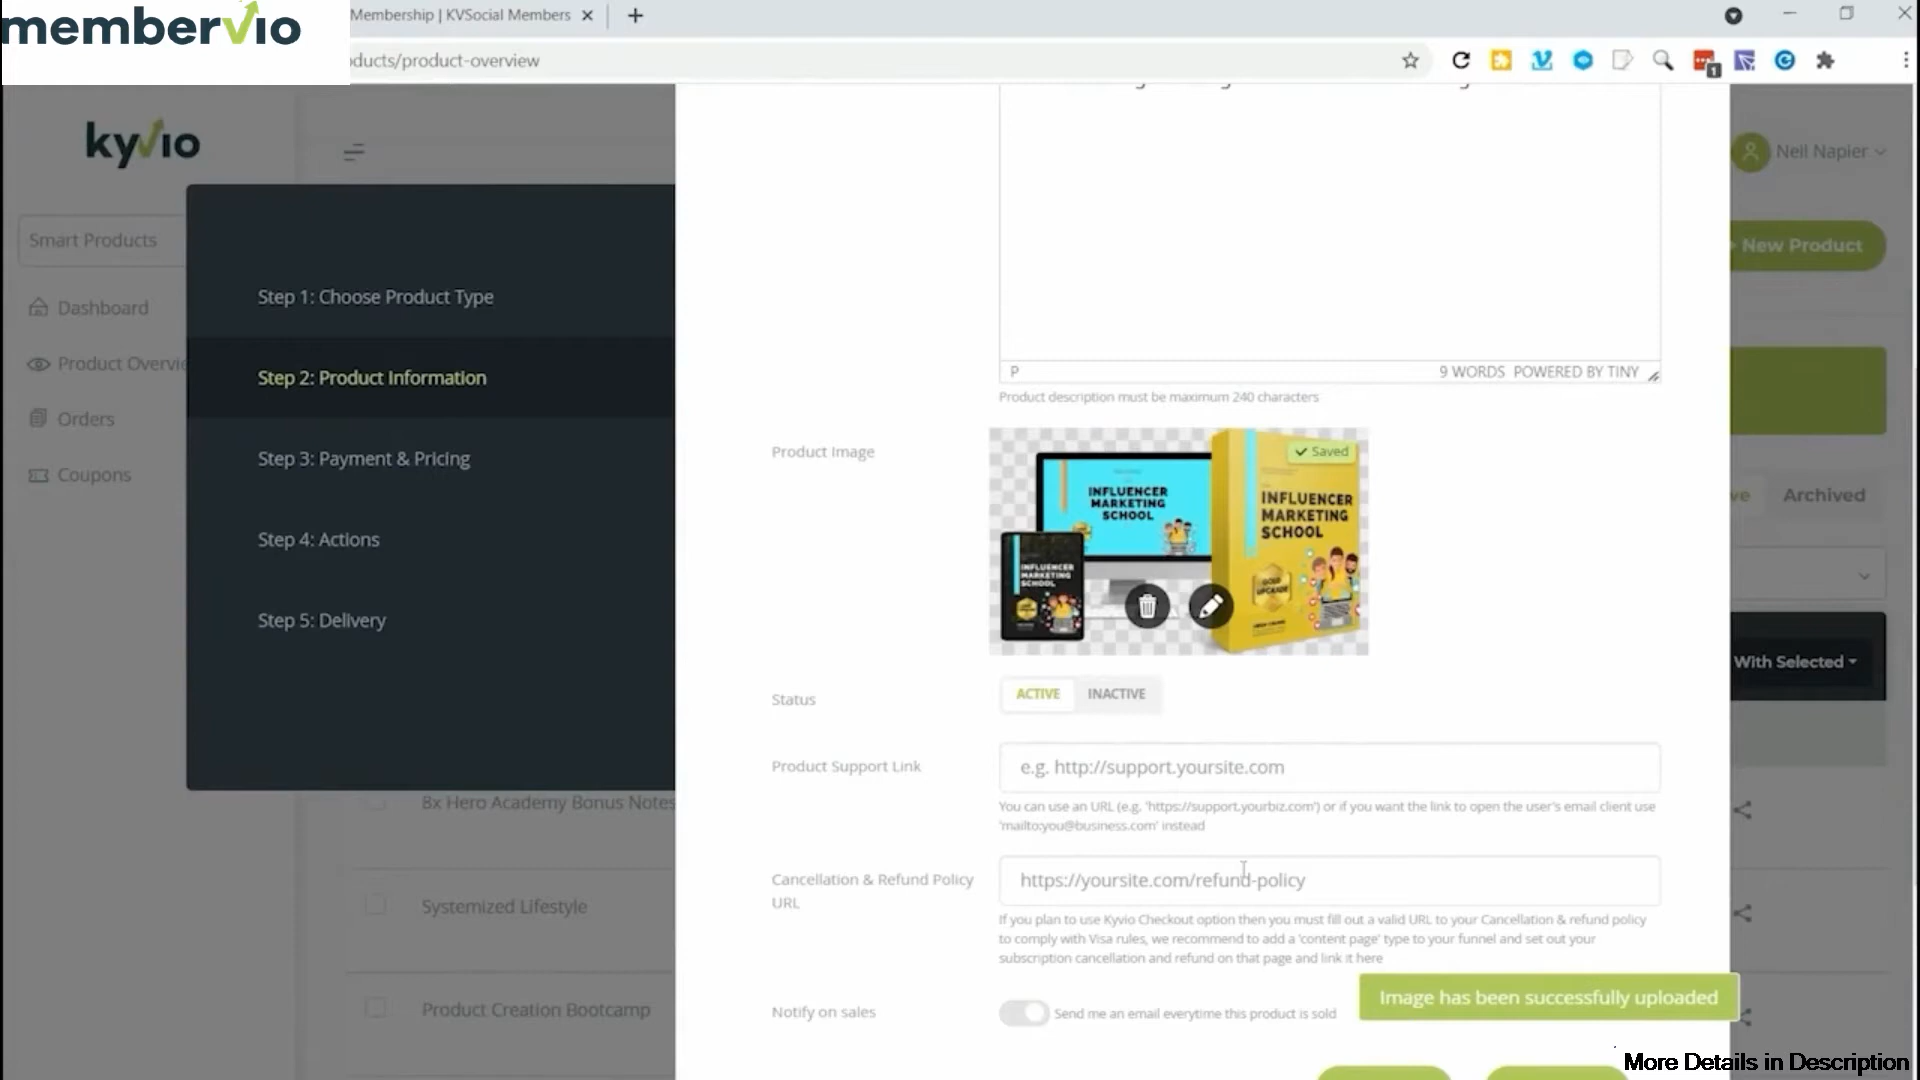 membervio
Membership | KVSocial Members
ducts/product-overview
1
kyvio
Neil Napier
Smart Products
New Product
Dashboard
Product Overvie
Orders
Coupons
Step 1: Choose Product Type
Step 2: Product Information
Step 3: Payment & Pricing
Step 4: Actions
Step 5: Delivery
P
9 WORDS POWERED BY TINY
Product description must be maximum 240 characters
Product Image
Saved
INFLUENCER
MARKETING
SCHOOL
INFLUENCER
MARKETING
SCHOOL
INFLUENCER
MARKETING
SCHOOL
GOLD
UPGRADE
ve
Archived
With Selected
Status
ACTIVE INACTIVE
Product Support Link
e.g. http://support.yoursite.com
You can use an URL (e.g. 'https://support.yourbiz.com') or if you want the link to open the user's email client use
'mailto:you@business.com' instead
Cancellation & Refund Policy
URL
https://yoursite.com/refund-policy
If you plan to use Kyvio Checkout option then you must fill out a valid URL to your Cancellation & refund policy
to comply with Visa rules, we recommend to add a 'content page' type to your funnel and set out your
subscription cancellation and refund on that page and link it here
Notify on sales
Send me an email everytime this product is sold
Image has been successfully uploaded
8x Hero Academy Bonus Notes
Systemized Lifestyle
Product Creation Bootcamp
More Details in Description